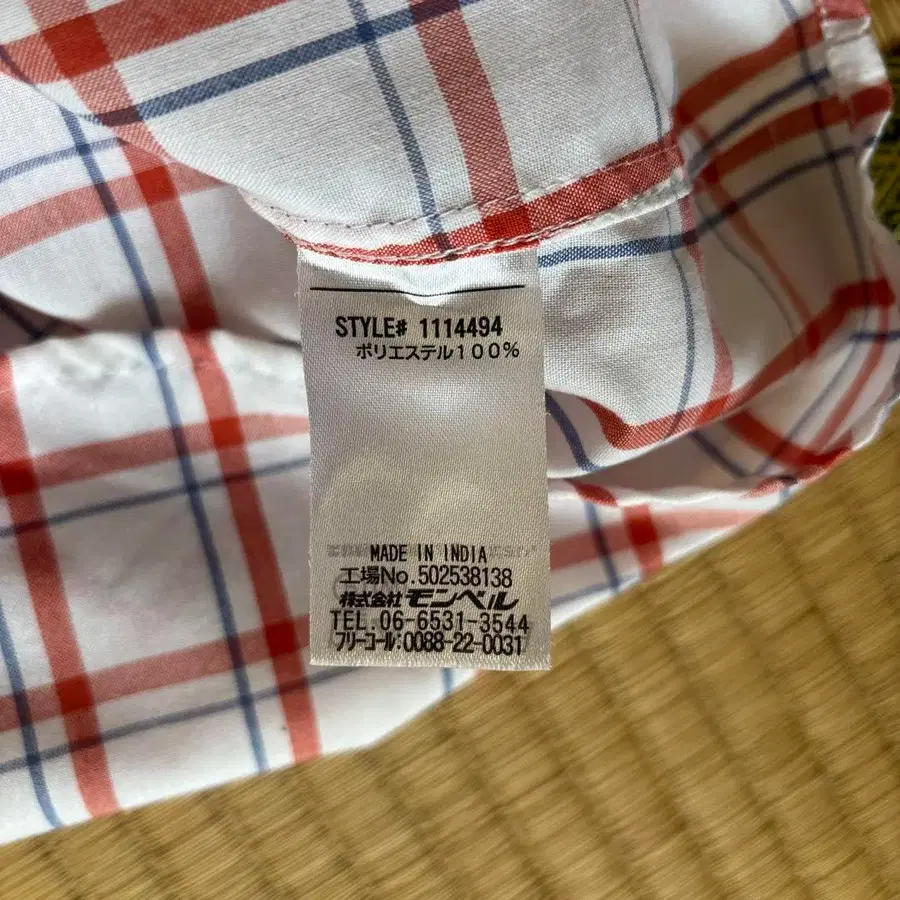 STYLE# 1114494
ポリエステル100%
MADE IN INDIA
工場No.502538138
株式会社 モンベル
TEL.06-6531-3544
フリーコール:0088-22-0031